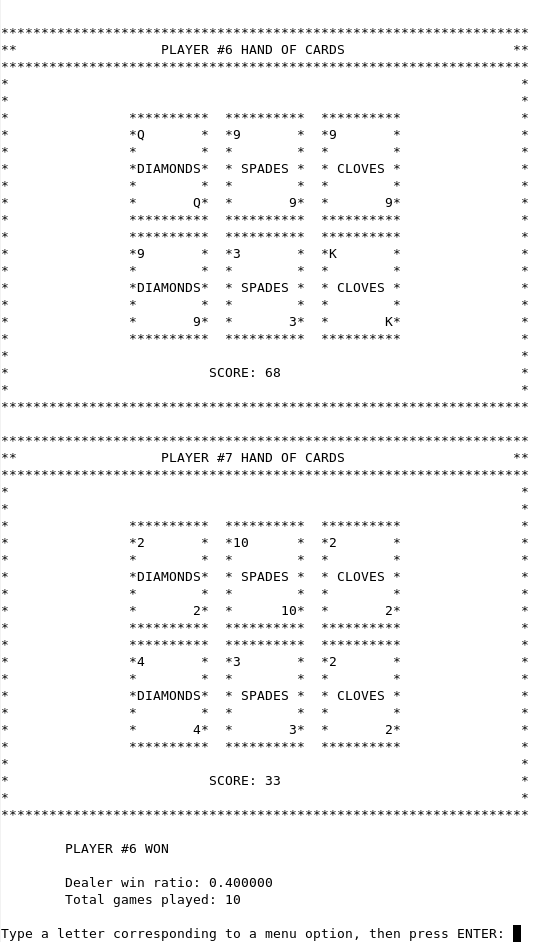 ******************************************************************
**                  PLAYER #6 HAND OF CARDS                     **
******************************************************************
*                                                                *
*                                                                *
*               **********  **********  **********               *
*               *Q       *  *9       *  *9       *               *
*               *        *  *        *  *        *               *
*               *DIAMONDS*  * SPADES *  * CLOVES *               *
*               *        *  *        *  *        *               *
*               *       Q*  *       9*  *       9*               *
*               **********  **********  **********               *
*               **********  **********  **********               *
*               *9       *  *3       *  *K       *               *
*               *        *  *        *  *        *               *
*               *DIAMONDS*  * SPADES *  * CLOVES *               *
*               *        *  *        *  *        *               *
*               *       9*  *       3*  *       K*               *
*               **********  **********  **********               *
*                                                                *
*                         SCORE: 68                              *
*                                                                *
******************************************************************

******************************************************************
**                  PLAYER #7 HAND OF CARDS                     **
******************************************************************
*                                                                *
*                                                                *
*               **********  **********  **********               *
*               *2       *  *10      *  *2       *               *
*               *        *  *        *  *        *               *
*               *DIAMONDS*  * SPADES *  * CLOVES *               *
*               *        *  *        *  *        *               *
*               *       2*  *      10*  *       2*               *
*               **********  **********  **********               *
*               **********  **********  **********               *
*               *4       *  *3       *  *2       *               *
*               *        *  *        *  *        *               *
*               *DIAMONDS*  * SPADES *  * CLOVES *               *
*               *        *  *        *  *        *               *
*               *       4*  *       3*  *       2*               *
*               **********  **********  **********               *
*                                                                *
*                         SCORE: 33                              *
*                                                                *
******************************************************************

        PLAYER #6 WON

        Dealer win ratio: 0.400000
        Total games played: 10

Type a letter corresponding to a menu option, then press ENTER: